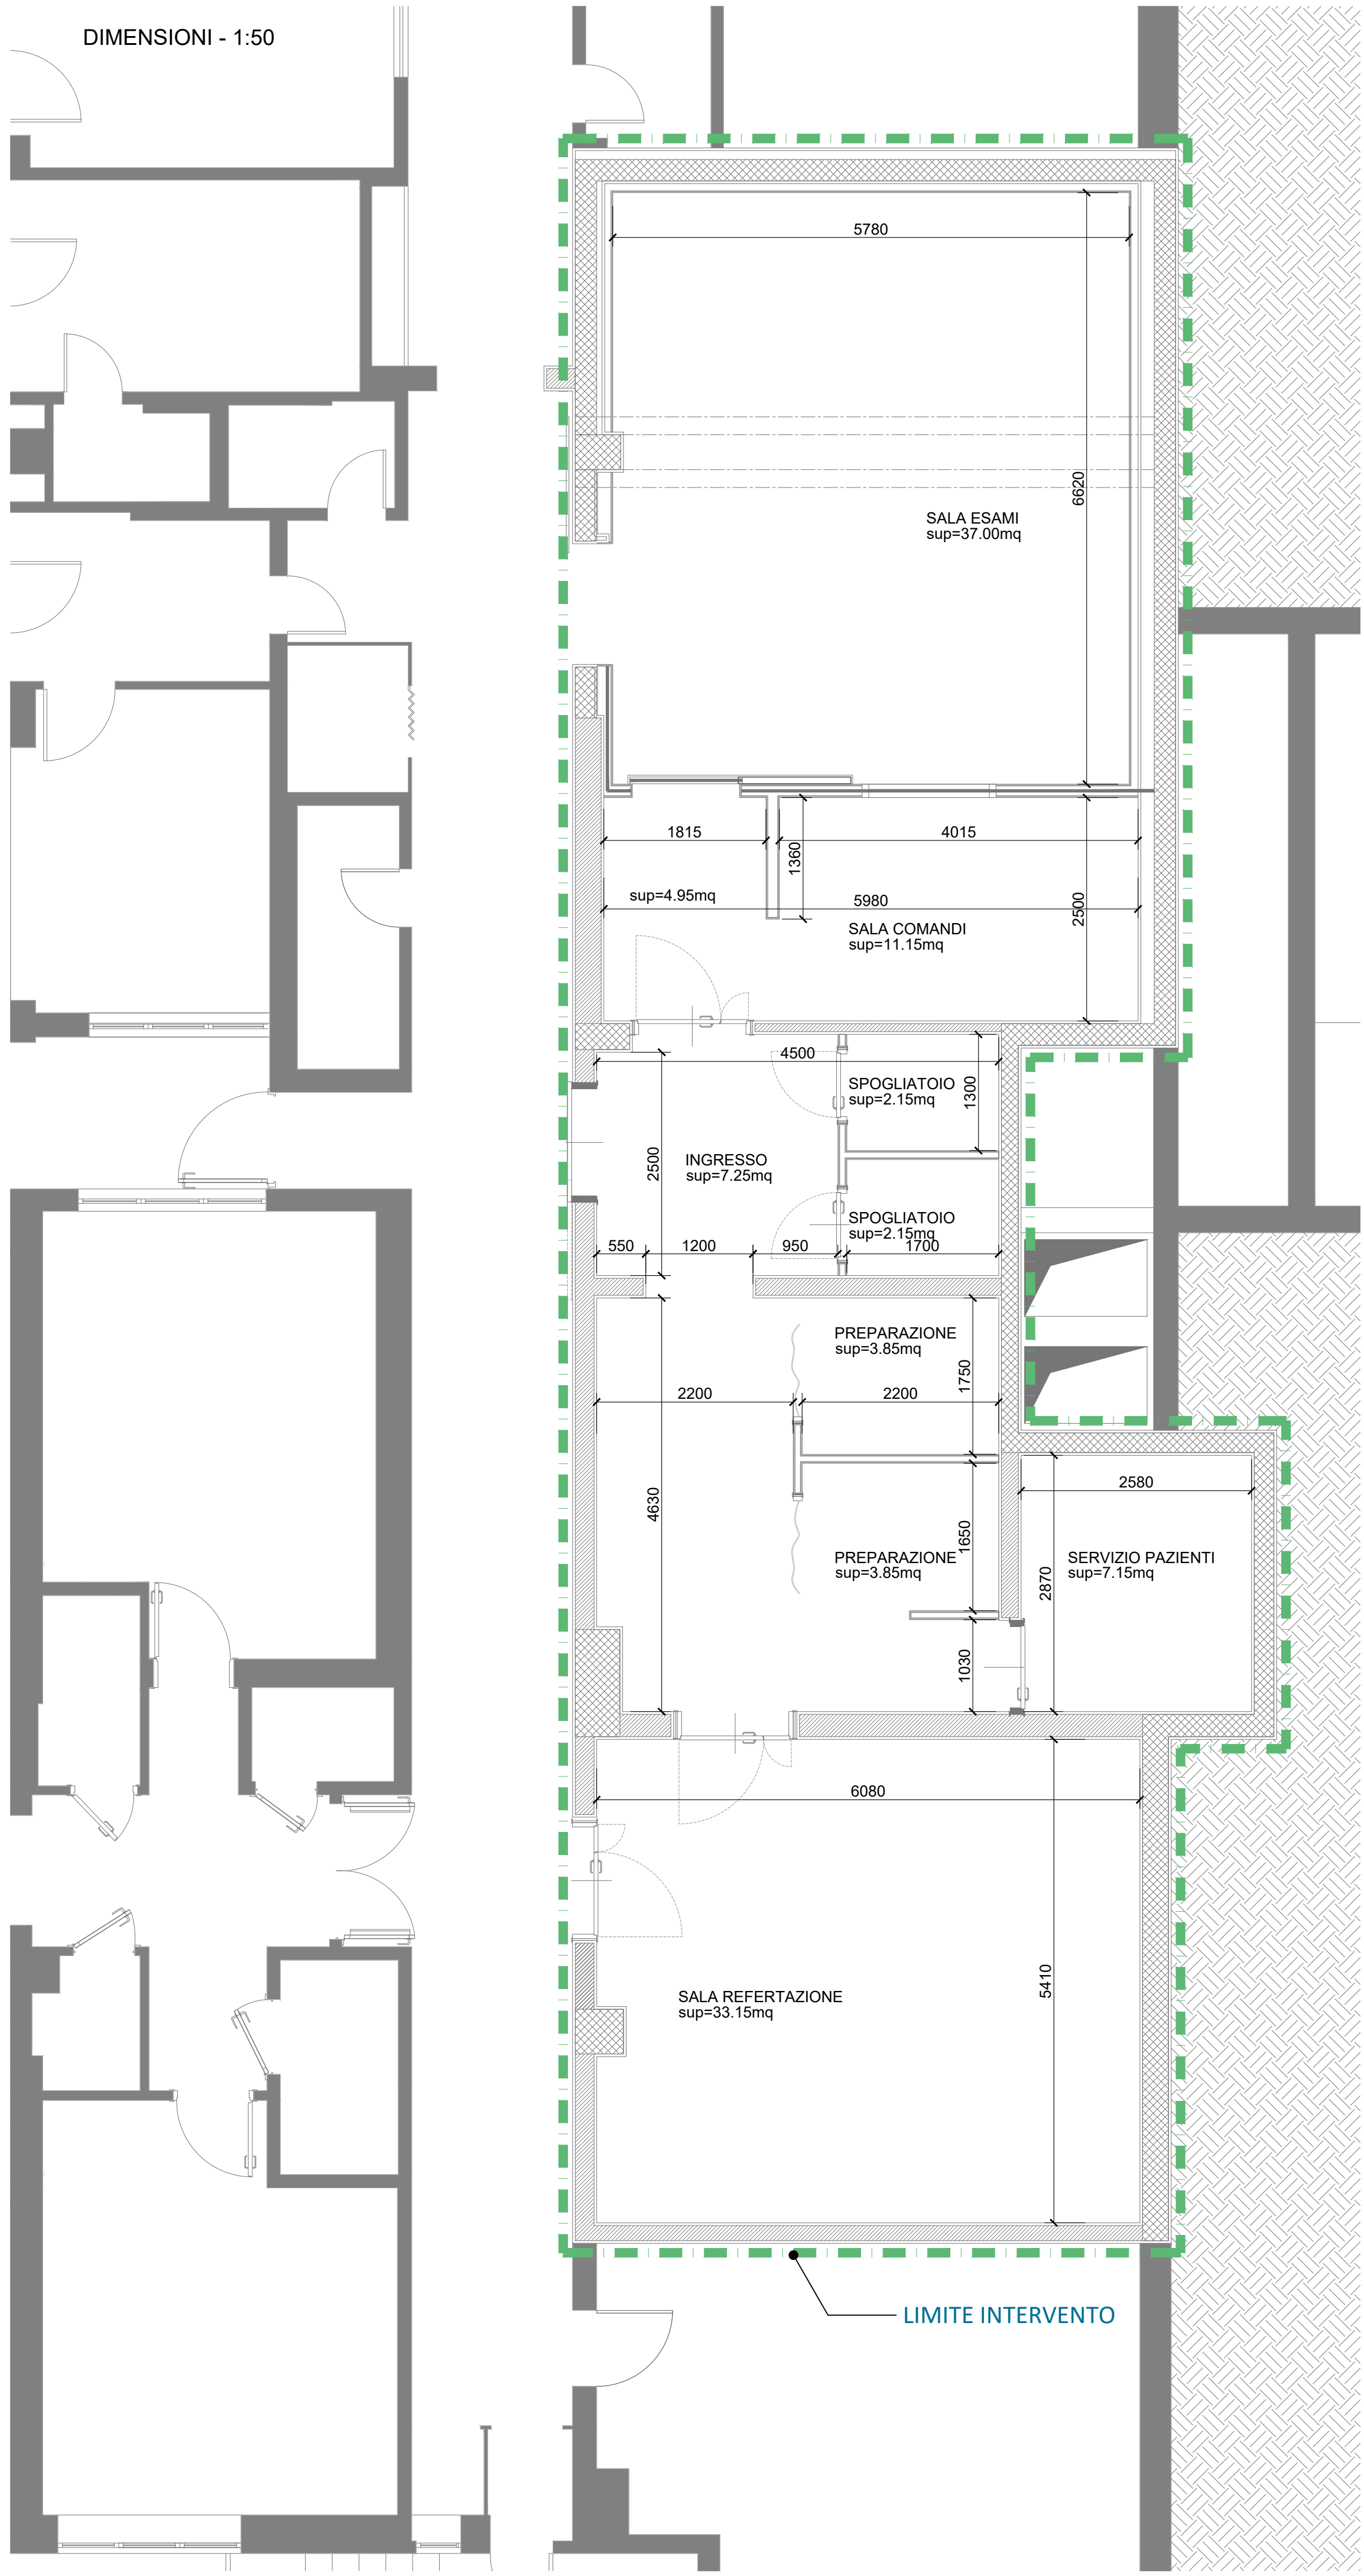 DIMENSIONI - 1:50
5780
6620
SALA ESAMI
sup=37.00mq
1815
4015
1360
sup=4.95mq
5980
2500
SALA COMANDI
sup=11.15mq
4500
SPOGLIATOIO
sup=2.15mq
1300
INGRESSO
sup=7.25mq
2500
SPOGLIATOIO
sup=2.15mq
550
1200
950
1700
PREPARAZIONE
sup=3.85mq
1750
2200
2200
4630
2580
1650
PREPARAZIONE
sup=3.85mq
SERVIZIO PAZIENTI
sup=7.15mq
2870
1030
6080
5410
SALA REFERTAZIONE
sup=33.15mq
LIMITE INTERVENTO